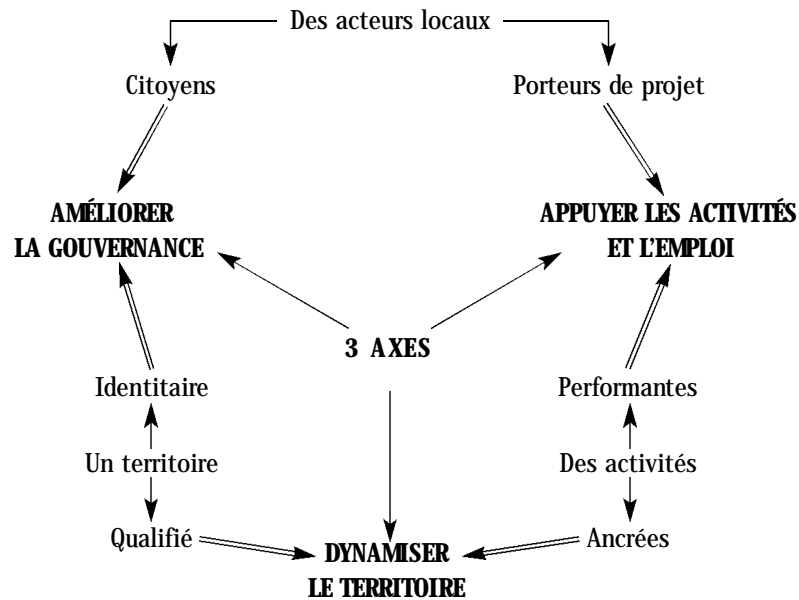 Des acteurs locaux
Citoyens
Porteurs de projet
AMÉLIORER
LA GOUVERNANCE
APPUYER LES ACTIVITÉS
ET L'EMPLOI
3 AXES
Identitaire
Performantes
Un territoire
Des activités
Qualifié
Ancrées
DYNAMISER
LE TERRITOIRE